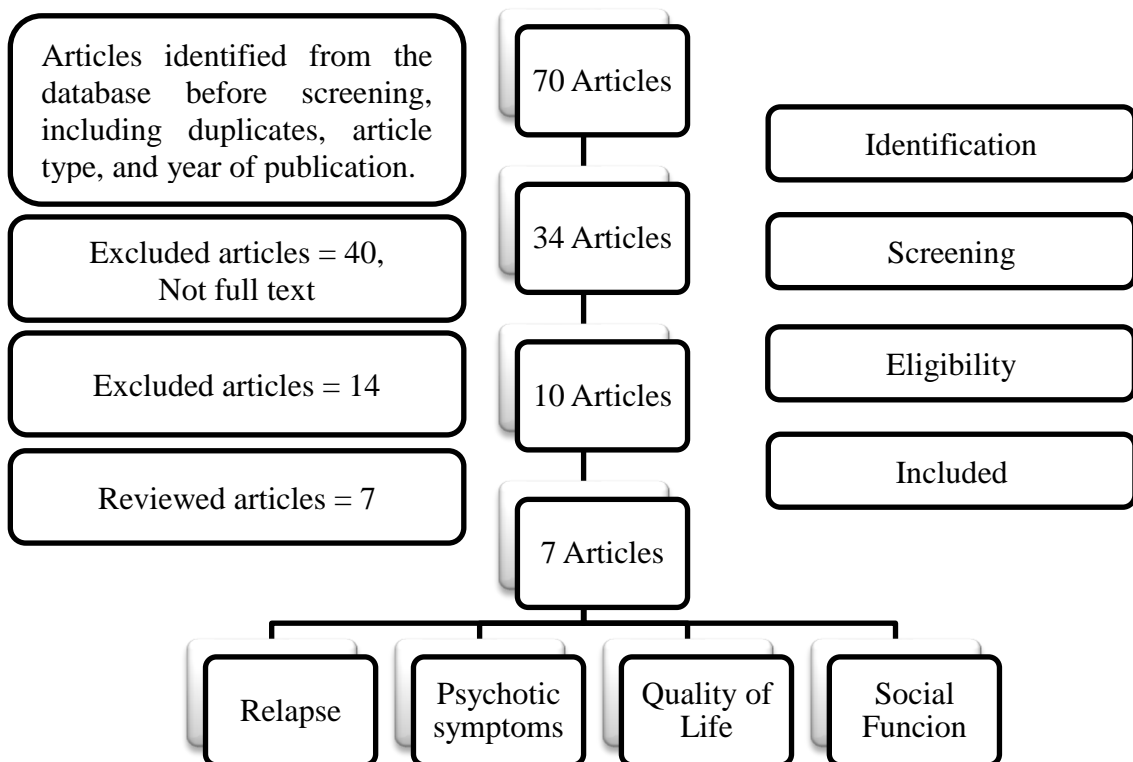 Articles identified from the
database before screening,
including duplicates, article
type, and year of publication.
70 Articles
Identification
Excluded articles = 40,
Not full text
34 Articles
Screening
Excluded articles = 14
10 Articles
Eligibility
Reviewed articles = 7
7 Articles
Included
Relapse
Psychotic
symptoms
Quality of
Life
Social
Funcion